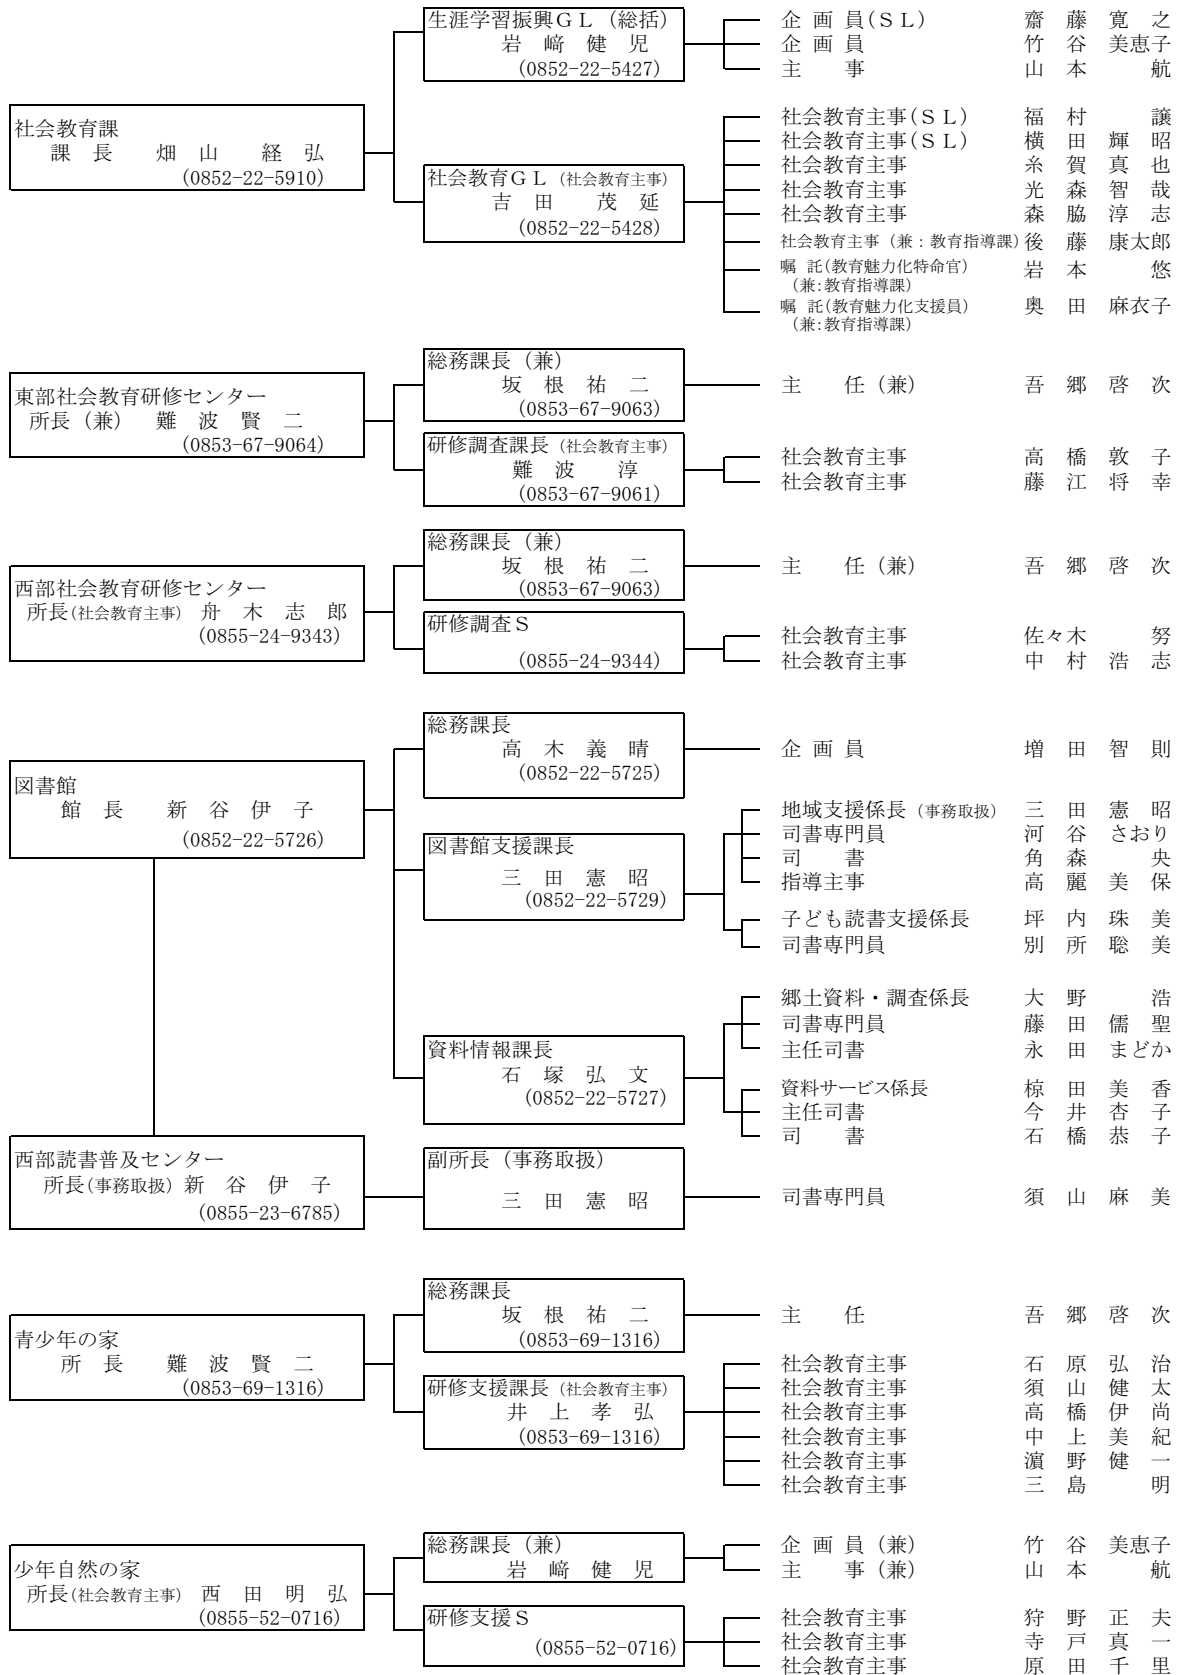 生涯学習振興ＧＬ（総括）
岩﨑健児
(0852-22-5427)
企画員(ＳＬ) 齋藤寛之
企画員 竹谷美恵子
主事 山本航
社会教育課
課長 畑山経弘
(0852-22-5910)
社会教育ＧＬ（社会教育主事）
吉田茂延
(0852-22-5428)
社会教育主事(ＳＬ) 福村譲
社会教育主事(ＳＬ) 横田輝昭
社会教育主事 糸賀真也
社会教育主事 光森智哉
社会教育主事 森脇淳志
社会教育主事（兼：教育指導課） 後藤康太郎
嘱託(教育魅力化特命官) 岩本悠
(兼:教育指導課)
嘱託(教育魅力化支援員) 奥田麻衣子
(兼:教育指導課)
東部社会教育研修センター
所長（兼） 難波賢二
(0853-67-9064)
総務課長（兼）
坂根祐二
(0853-67-9063)
主任（兼） 吾郷啓次
研修調査課長（社会教育主事）
難波淳
(0853-67-9061)
社会教育主事 高橋敦子
社会教育主事 藤江将幸
西部社会教育研修センター
所長(社会教育主事) 舟木志郎
(0855-24-9343)
総務課長（兼）
坂根祐二
(0853-67-9063)
主任（兼） 吾郷啓次
研修調査Ｓ
(0855-24-9344)
社会教育主事 佐々木努
社会教育主事 中村浩志
図書館
館長 新谷伊子
(0852-22-5726)
総務課長
高木義晴
(0852-22-5725)
企画員 増田智則
図書館支援課長
三田憲昭
(0852-22-5729)
地域支援係長（事務取扱） 三田憲昭
司書専門員 河谷さおり
司書 角森央
指導主事 高麗美保
子ども読書支援係長 坪内珠美
司書専門員 別所聡美
資料情報課長
石塚弘文
(0852-22-5727)
郷土資料・調査係長 大野浩
司書専門員 藤田儒聖
主任司書 永田まどか
資料サービス係長 椋田美香
主任司書 今井杏子
司書 石橋恭子
西部読書普及センター
所長(事務取扱) 新谷伊子
(0855-23-6785)
副所長（事務取扱）
三田憲昭
司書専門員 須山麻美
青少年の家
所長 難波賢二
(0853-69-1316)
総務課長
坂根祐二
(0853-69-1316)
主任 吾郷啓次
研修支援課長（社会教育主事）
井上孝弘
(0853-69-1316)
社会教育主事 石原弘治
社会教育主事 須山健太
社会教育主事 高橋伊尚
社会教育主事 中上美紀
社会教育主事 濵野健一
社会教育主事 三島明
少年自然の家
所長(社会教育主事) 西田明弘
(0855-52-0716)
総務課長（兼）
岩﨑健児
企画員（兼） 竹谷美恵子
主事（兼） 山本航
研修支援Ｓ
(0855-52-0716)
社会教育主事 狩野正夫
社会教育主事 寺戸真一
社会教育主事 原田千里